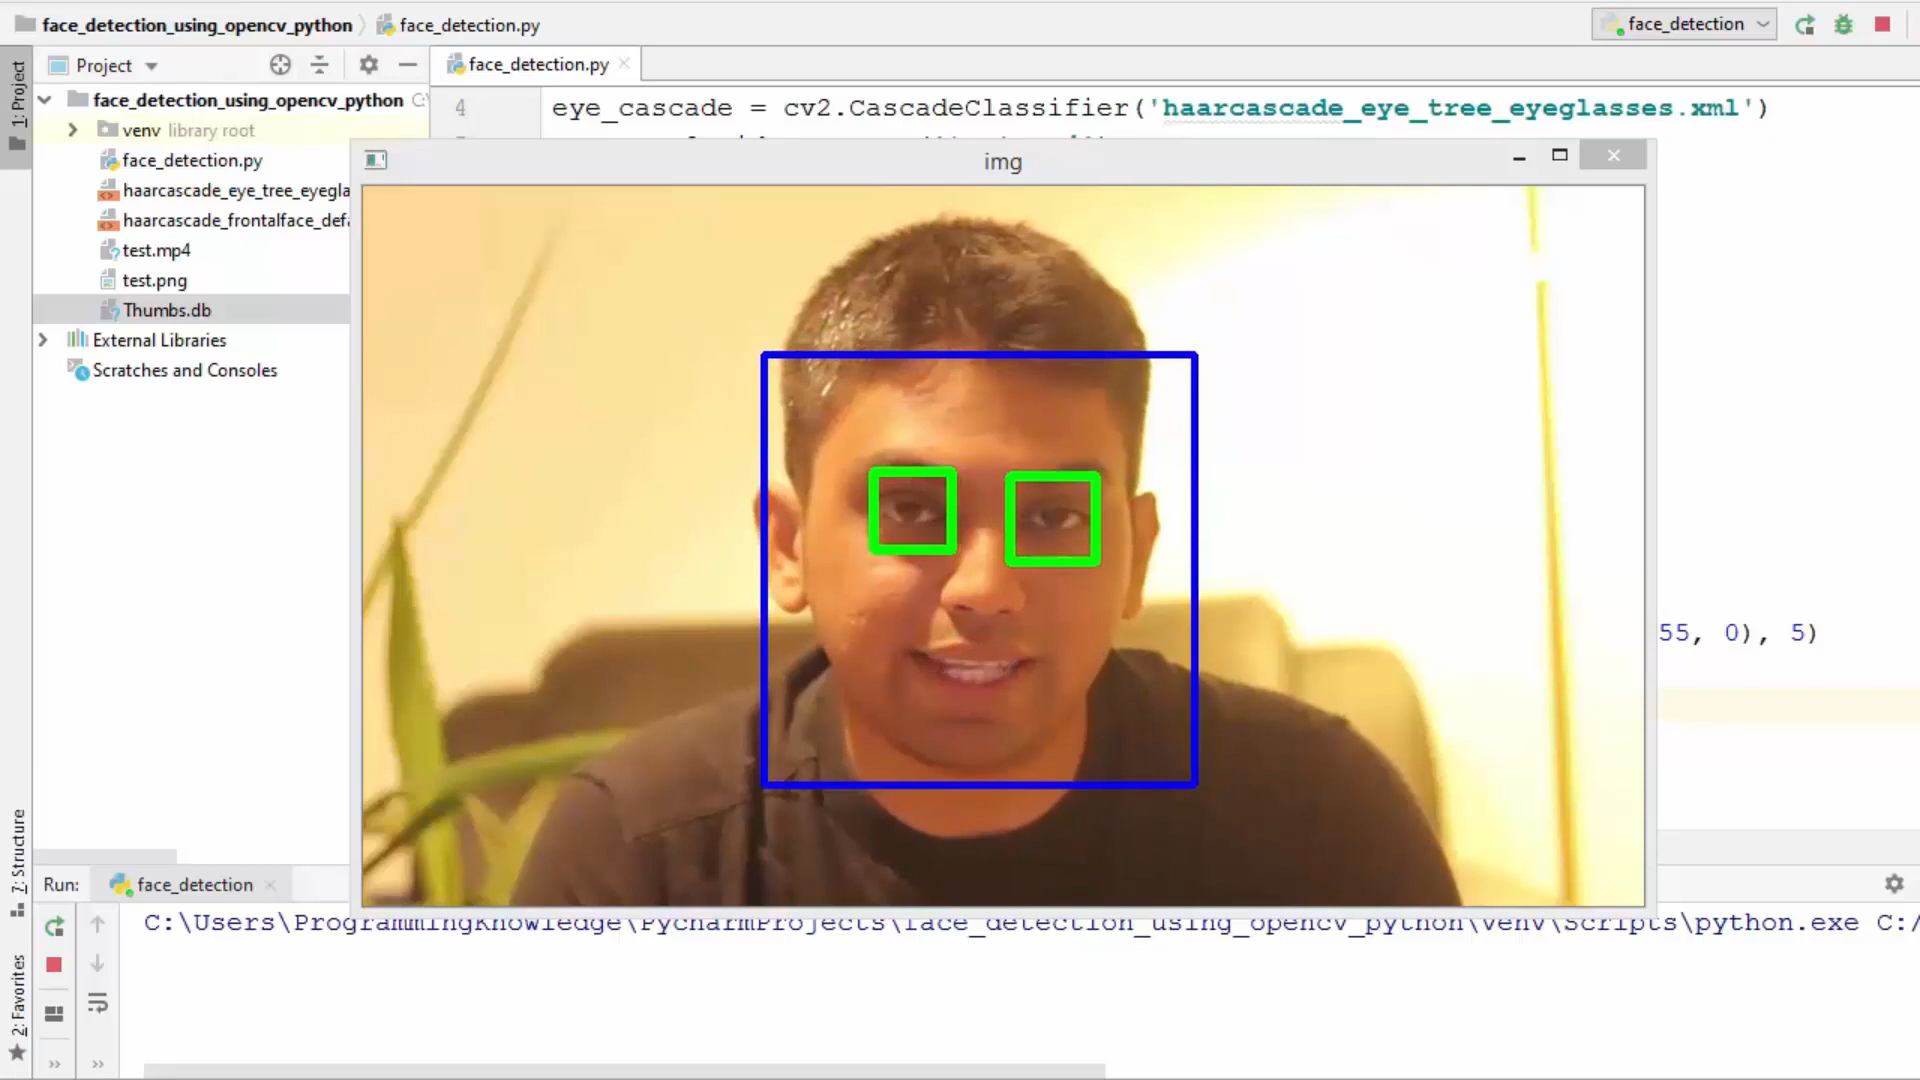 face_detection_using_opencv_python
face_detection.py
face_detection
1: Project
Project
face_detection.py
face_detection_using_opencv_python
venv library root
face_detection.py
haarcascade_eye_tree_eyegla
haarcascade_frontalface_defa
test.mp4
test.png
Thumbs.db
External Libraries
Scratches and Consoles
4 eye_cascade = cv2.CascadeClassifier('haarcascade_eye_tree_eyeglasses.xml')
img
55, 0), 5)
7: Structure
2: Favorites
Run: face_detection
C:\Users\ProgrammingKnowledge\PycharmProjects\face_detection_using_opencv_python\venv\Scripts\python.exe C:/